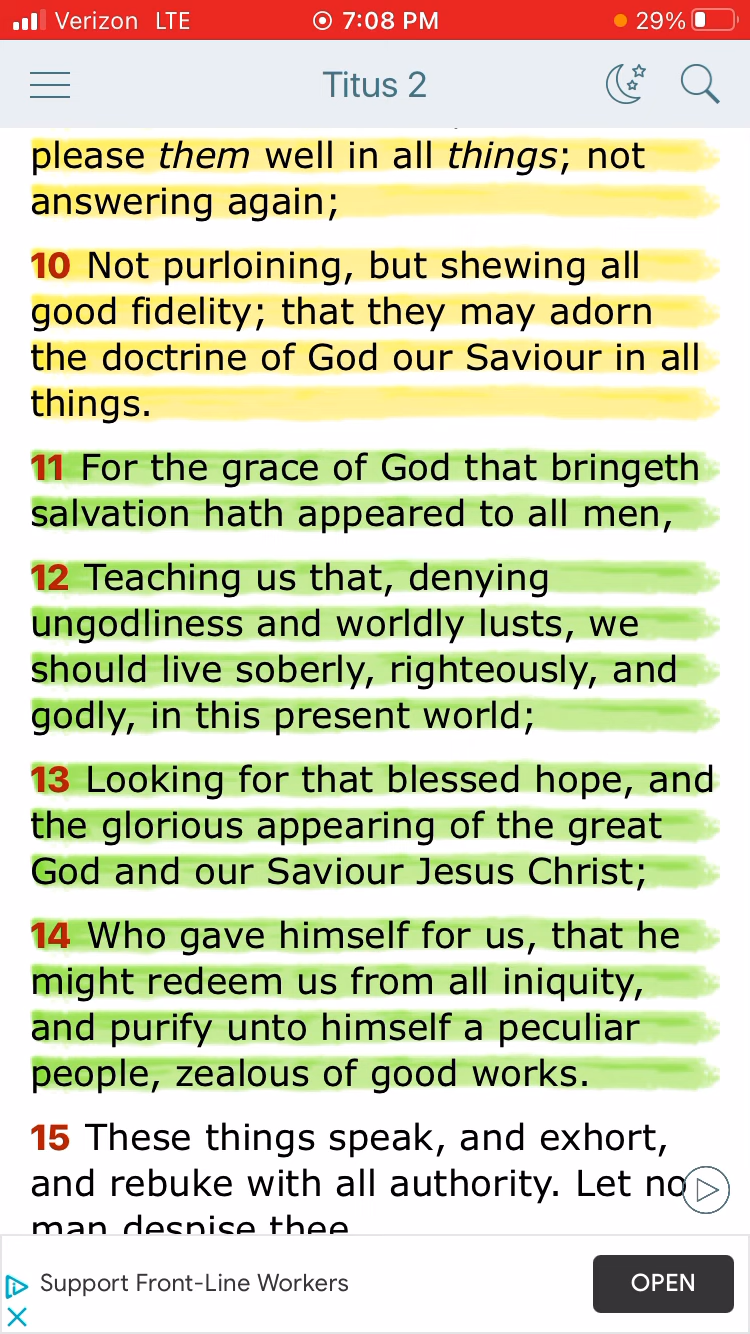 Verizon LTE 7:08 PM 29%
Titus 2
please them well in all things; not
answering again;
10 Not purloining, but shewing all
good fidelity; that they may adorn
the doctrine of God our Saviour in all
things.
11 For the grace of God that bringeth
salvation hath appeared to all men,
12 Teaching us that, denying
ungodliness and worldly lusts, we
should live soberly, righteously, and
godly, in this present world;
13 Looking for that blessed hope, and
the glorious appearing of the great
God and our Saviour Jesus Christ;
14 Who gave himself for us, that he
might redeem us from all iniquity,
and purify unto himself a peculiar
people, zealous of good works.
15 These things speak, and exhort,
and rebuke with all authority. Let no
man despise thee
Support Front-Line Workers
OPEN